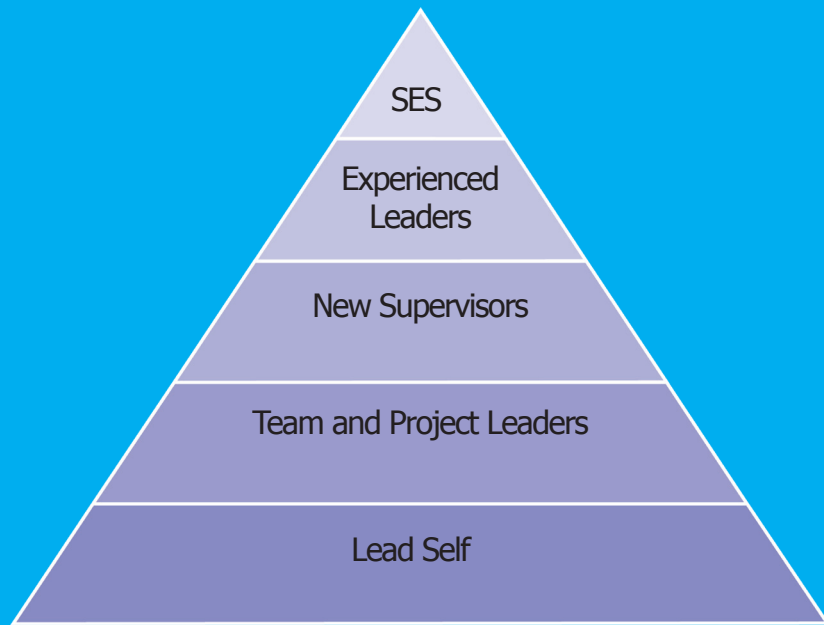 SES
Experienced
Leaders
New Supervisors
Team and Project Leaders
Lead Self